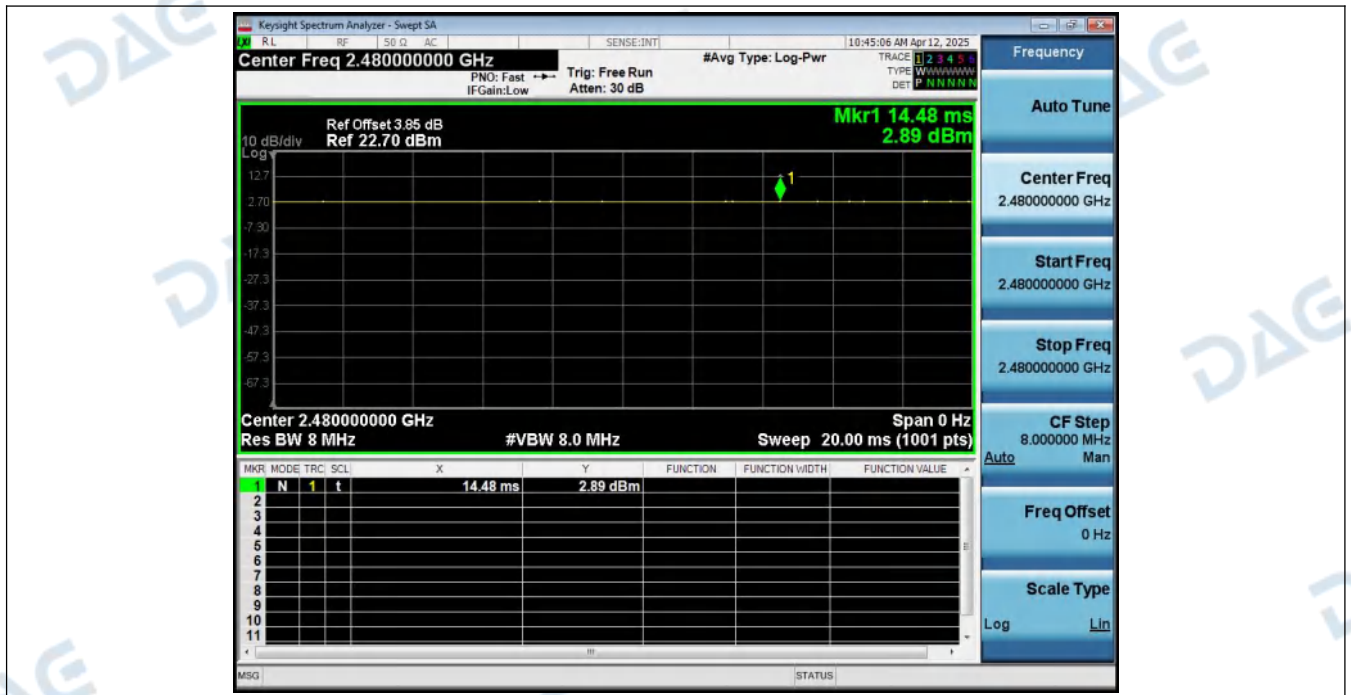 Keysight Spectrum Analyzer - Swept SA
LXI RL RF 50 Ω AC SENSE:INT 10:45:06 AM Apr 12, 2025
Center Freq 2.480000000 GHz
PNO: Fast
IFGain:Low
Trig: Free Run
Atten: 30 dB
#Avg Type: Log-Pwr
TRACE 1 2 3 4 5 6
TYPE WWWWWW
DET P N N N N N
Ref Offset 3.85 dB
10 dB/div Ref 22.70 dBm
Log
Mkr1 14.48 ms
2.89 dBm
12.7
2.70
-7.30
-17.3
-27.3
-37.3
-47.3
-57.3
-67.3
1
Center 2.480000000 GHz Span 0 Hz
Res BW 8 MHz #VBW 8.0 MHz Sweep 20.00 ms (1001 pts)
MKR MODE TRC SCL X Y FUNCTION FUNCTION WIDTH FUNCTION VALUE
1 N 1 t 14.48 ms 2.89 dBm
2
3
4
5
6
7
8
9
10
11
MSG STATUS
Frequency
Auto Tune
Center Freq
2.480000000 GHz
Start Freq
2.480000000 GHz
Stop Freq
2.480000000 GHz
CF Step
8.000000 MHz
Auto Man
Freq Offset
0 Hz
Scale Type
Log Lin
DAG
DAG
DAG